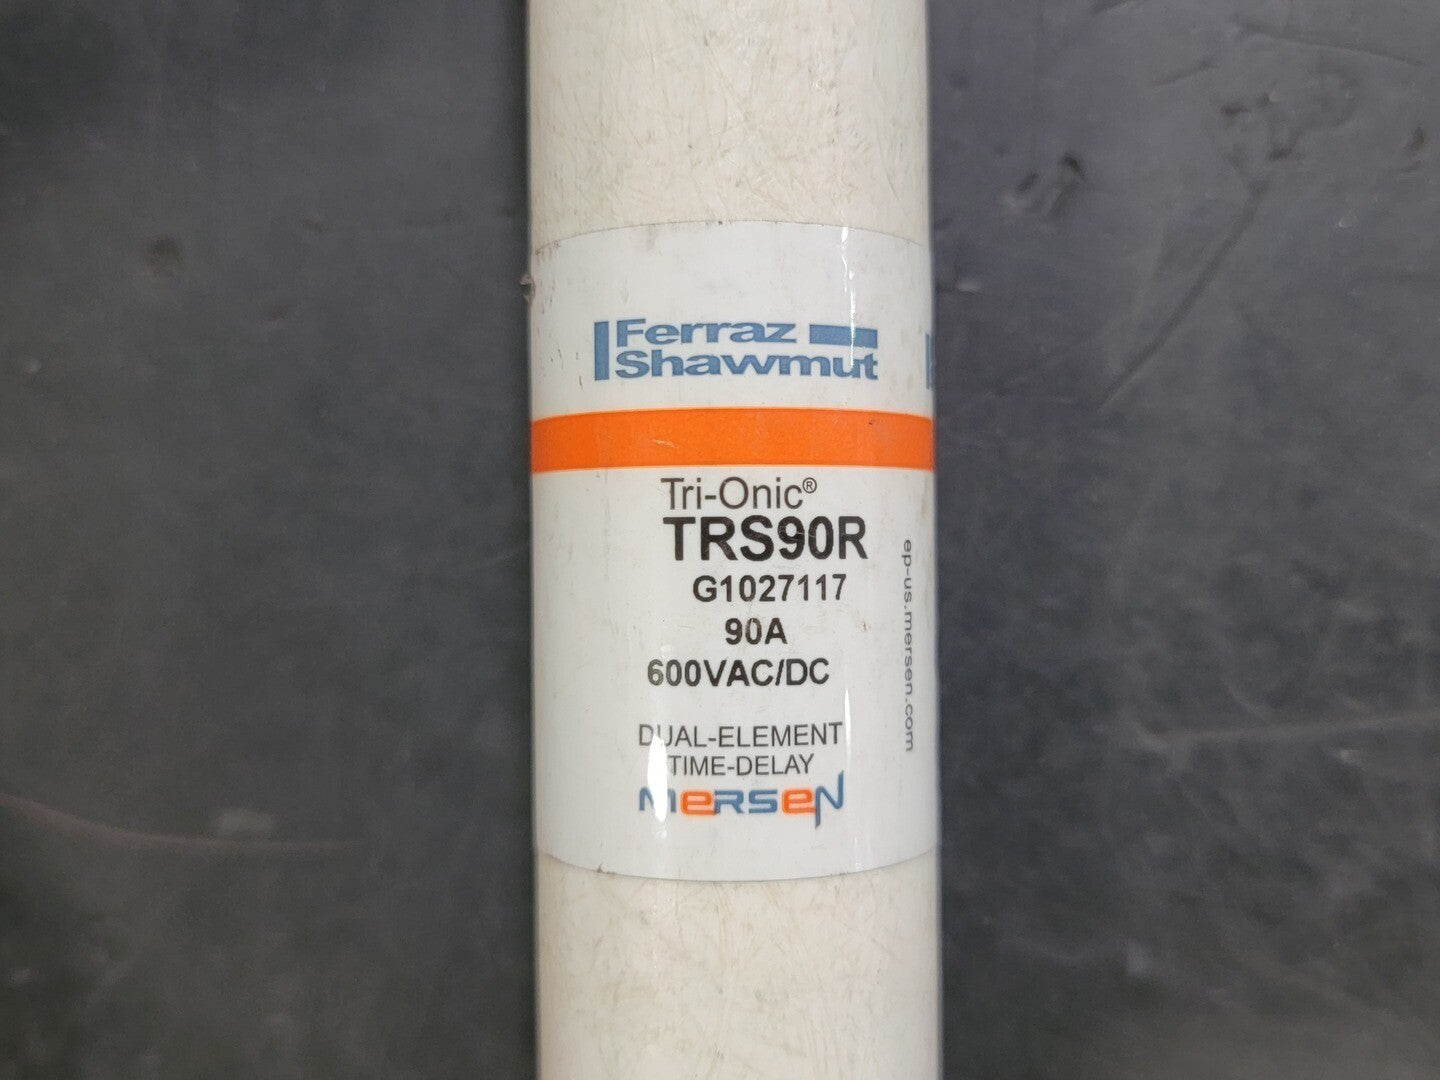 Ferraz
Shawmut
Tri-Onic®
TRS90R
G1027117
90A
600VAC/DC
DUAL-ELEMENT
TIME-DELAY
MERSEN
ep-us.mersen.com